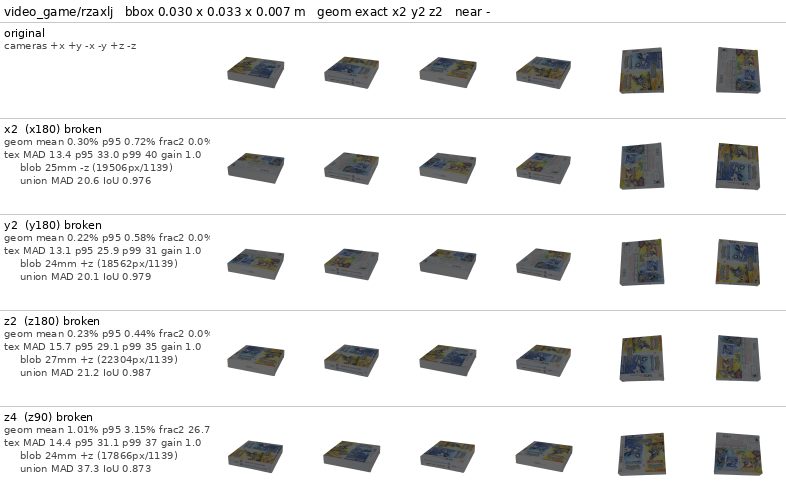 video_game/rzaxlj bbox 0.030 x 0.033 x 0.007 m geom exact x2 y2 z2 near -
original
cameras +x +y -x -y +z -z
x2 (x180) broken
geom mean 0.30% p95 0.72% frac2 0.0%
tex MAD 13.4 p95 33.0 p99 40 gain 1.0
blob 25mm -z (19506px/1139)
union MAD 20.6 IoU 0.976
y2 (y180) broken
geom mean 0.22% p95 0.58% frac2 0.0%
tex MAD 13.1 p95 25.9 p99 31 gain 1.0
blob 24mm +z (18562px/1139)
union MAD 20.1 IoU 0.979
z2 (z180) broken
geom mean 0.23% p95 0.44% frac2 0.0%
tex MAD 15.7 p95 29.1 p99 35 gain 1.0
blob 27mm +z (22304px/1139)
union MAD 21.2 IoU 0.987
z4 (z90) broken
geom mean 1.01% p95 3.15% frac2 26.7
tex MAD 14.4 p95 31.1 p99 37 gain 1.0
blob 24mm +z (17866px/1139)
union MAD 37.3 IoU 0.873